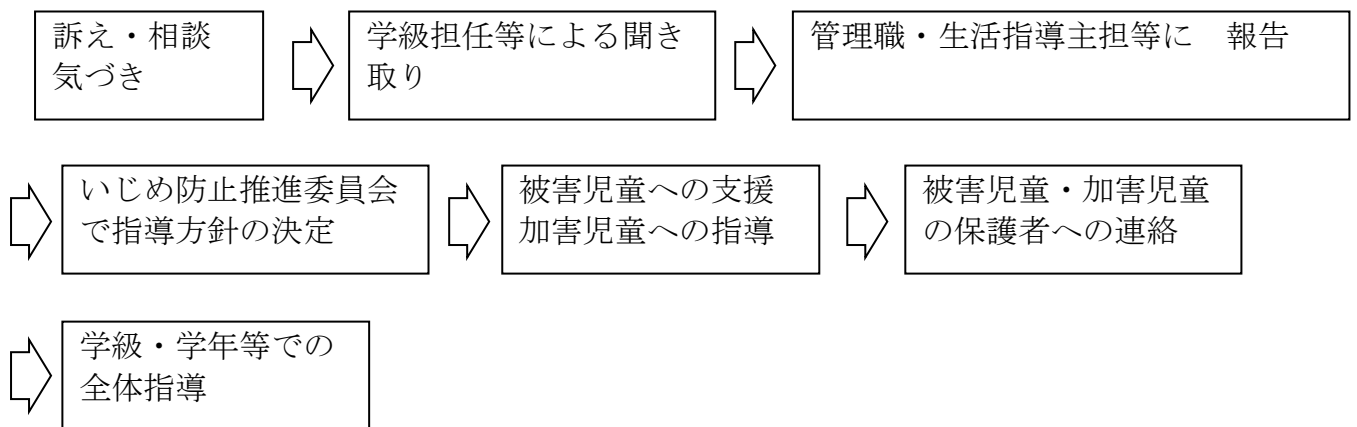 訴え・相談
気づき
学級担任等による聞き
取り
管理職・生活指導主担等に　報告
いじめ防止推進委員会
で指導方針の決定
被害児童への支援
加害児童への指導
被害児童・加害児童
の保護者への連絡
学級・学年等での
全体指導